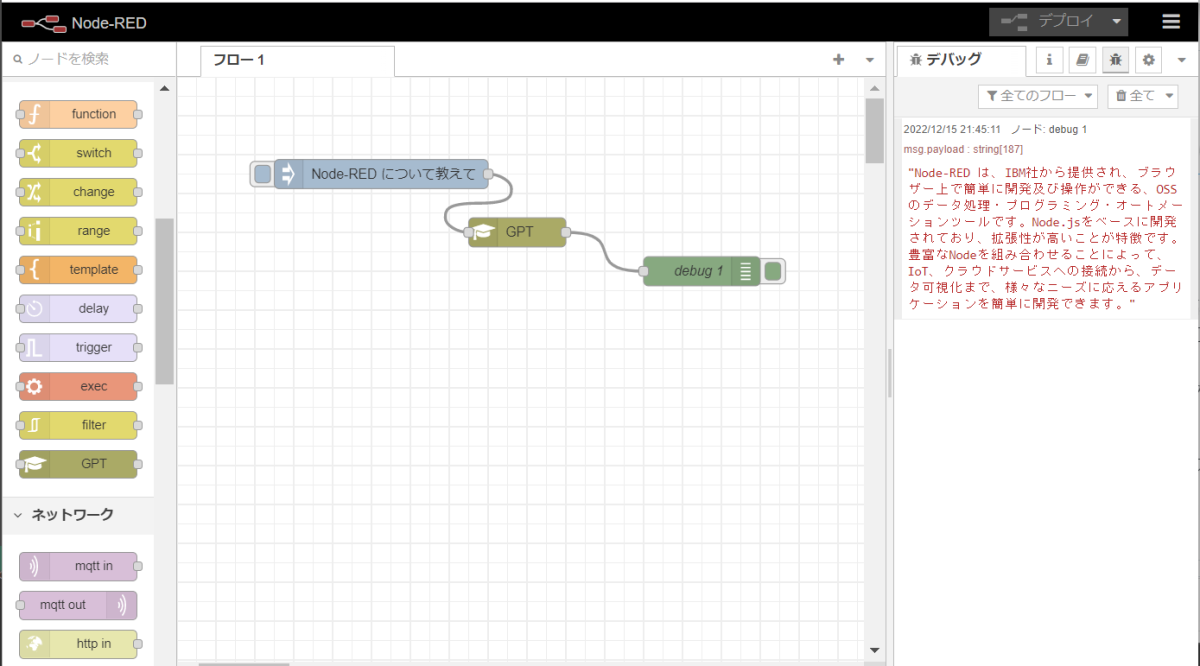 Node-RED
デプロイ
ノードを検索
フロー 1
デバッグ
i
function
switch
change
range
template
delay
trigger
exec
filter
GPT
ネットワーク
mqtt in
mqtt out
http in
Node-RED について教えて
GPT
debug 1
全てのフロー
全て
2022/12/15 21:45:11 ノード: debug 1
msg.payload : string[187]
"Node-RED は、IBM社から提供され、ブラウ
ザー上で簡単に開発及び操作ができる、OSS
のデータ処理・プログラミング・オートメー
ションツールです。Node.jsをベースに開発
されており、拡張性が高いことが特徴です。
豊富なNodeを組み合わせることによって、
IoT、クラウドサービスへの接続から、デー
タ可視化まで、様々なニーズに応えるアプリ
ケーションを簡単に開発できます。"